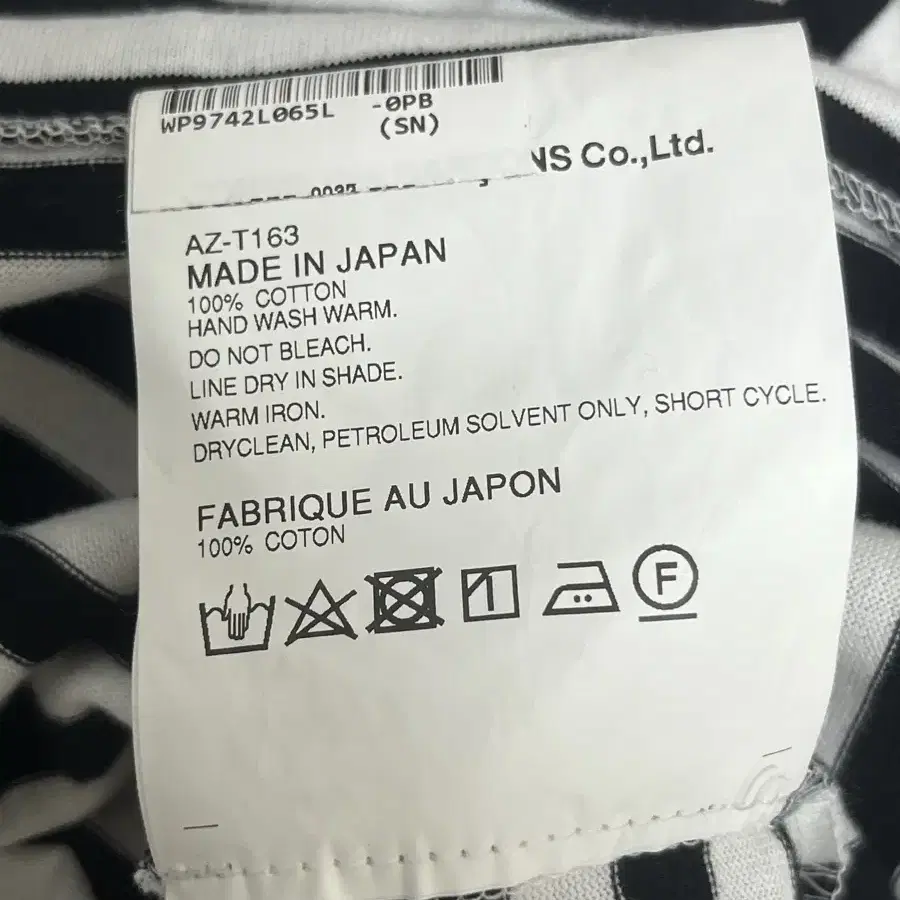 WP9742L065L -0PB
(SN)
NS Co.,Ltd.
AZ-T163
MADE IN JAPAN
100% COTTON
HAND WASH WARM.
DO NOT BLEACH.
LINE DRY IN SHADE.
WARM IRON.
DRYCLEAN, PETROLEUM SOLVENT ONLY, SHORT CYCLE.
FABRIQUE AU JAPON
100% COTON
F